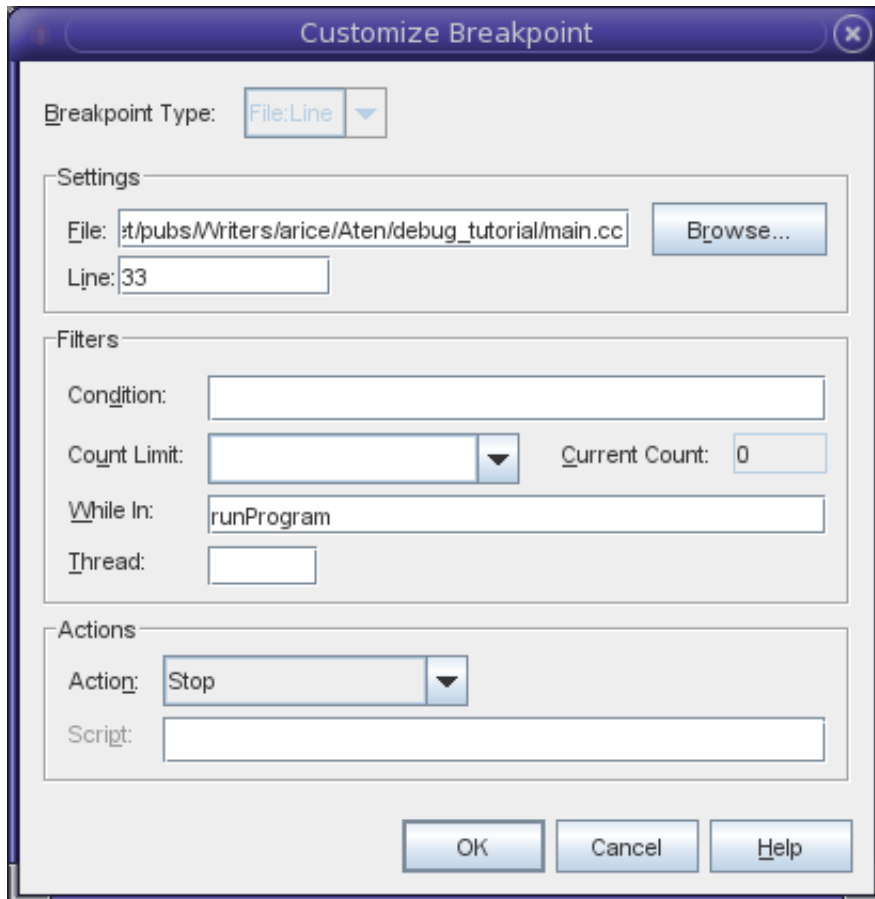 Customize Breakpoint
Breakpoint Type: File:Line
Settings
File: et/pubs/Writers/arice/Aten/debug_tutorial/main.cc Browse...
Line: 33
Filters
Condition:
Count Limit: Current Count: 0
While In: runProgram
Thread:
Actions
Action: Stop
Script:
OK Cancel Help